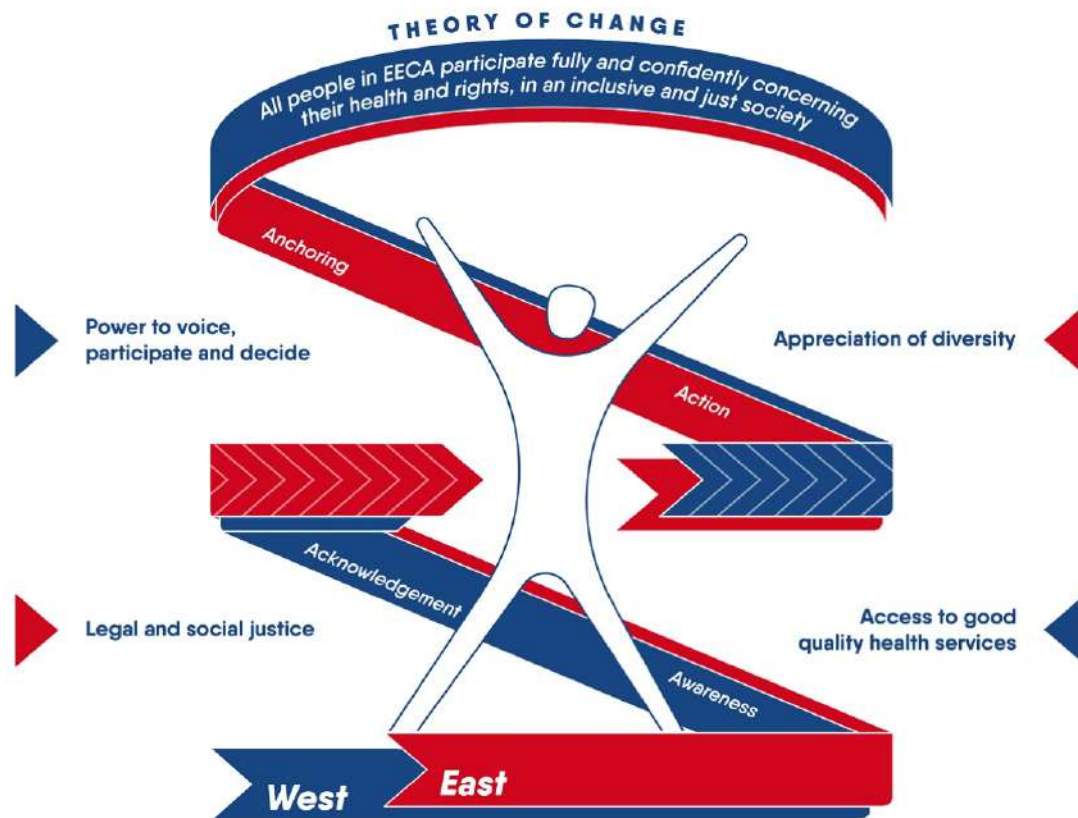 THEORY OF CHANGE
All people in EECA participate fully and confidently concerning
their health and rights, in an inclusive and just society
Anchoring
Power to voice,
participate and decide
Appreciation of diversity
Action
Acknowledgement
Legal and social justice
Access to good
quality health services
Awareness
West
East